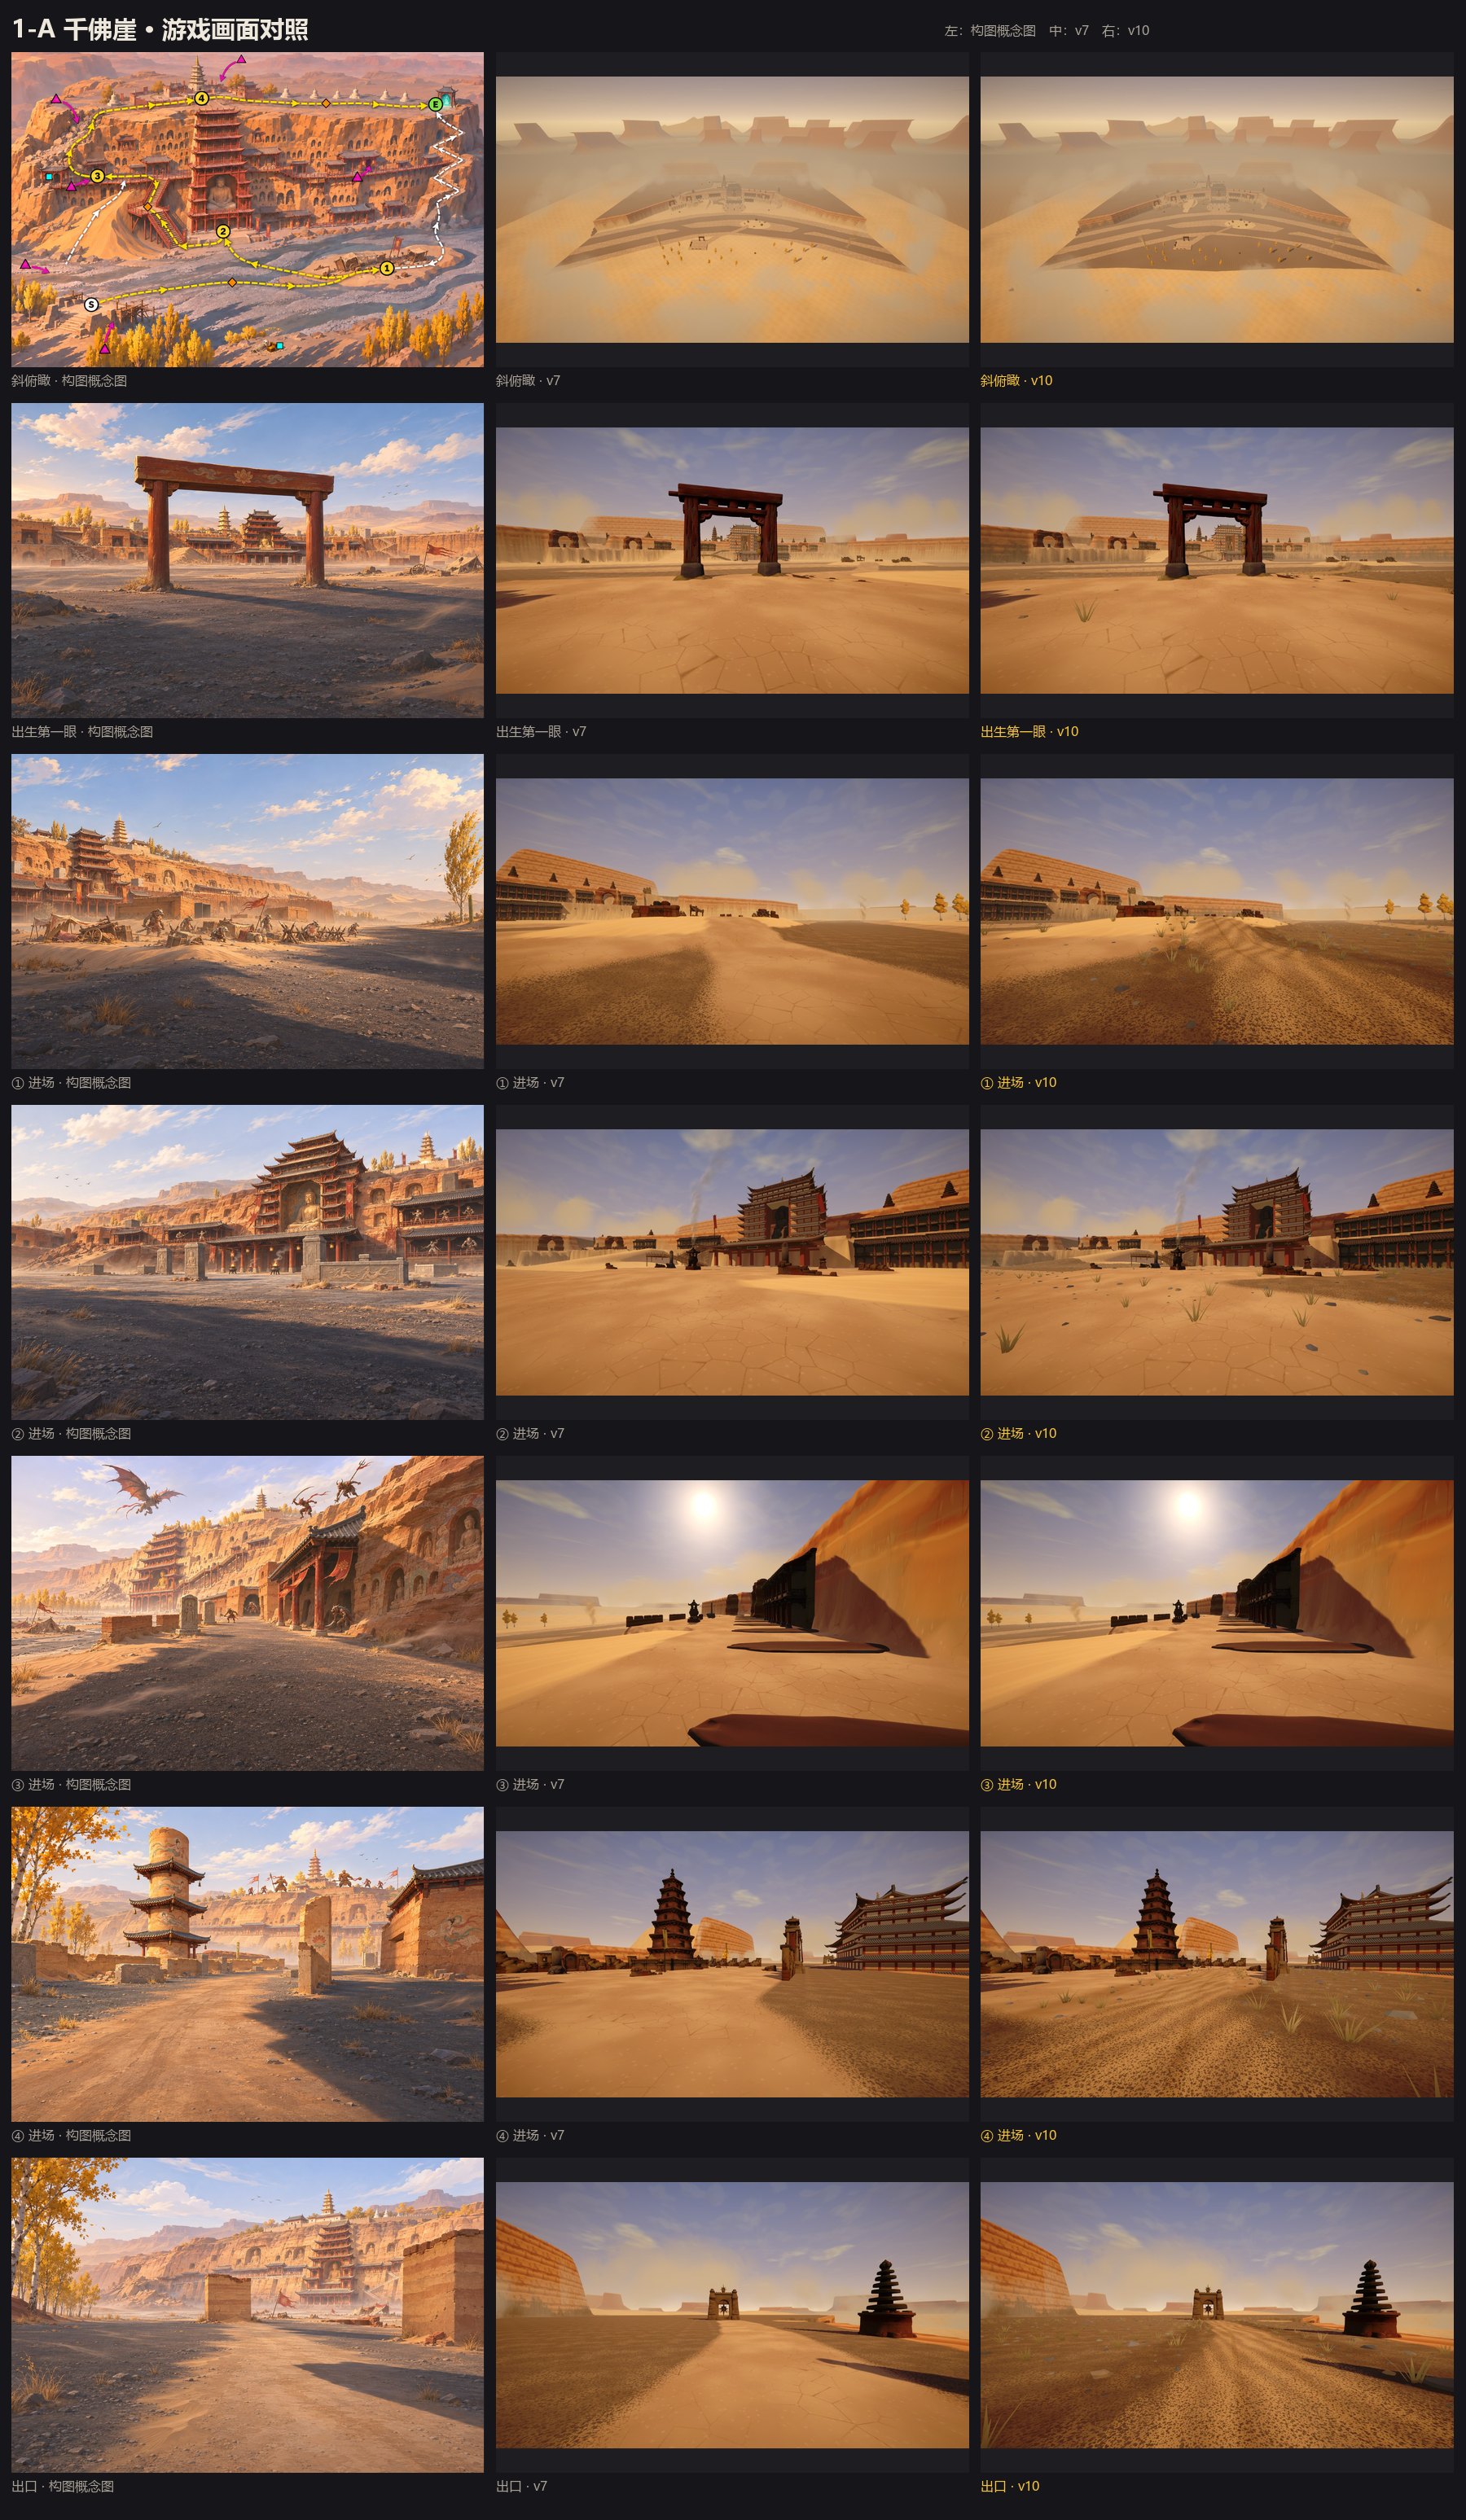 1-A 千佛崖 • 游戏画面对照
左：构图概念图 中：v7 右：v10
4
E
3
2
1
S
斜俯瞰 · 构图概念图
斜俯瞰 · v7
斜俯瞰 · v10
出生第一眼 · 构图概念图
出生第一眼 · v7
出生第一眼 · v10
① 进场 · 构图概念图
① 进场 · v7
① 进场 · v10
② 进场 · 构图概念图
② 进场 · v7
② 进场 · v10
③ 进场 · 构图概念图
③ 进场 · v7
③ 进场 · v10
④ 进场 · 构图概念图
④ 进场 · v7
④ 进场 · v10
出口 · 构图概念图
出口 · v7
出口 · v10